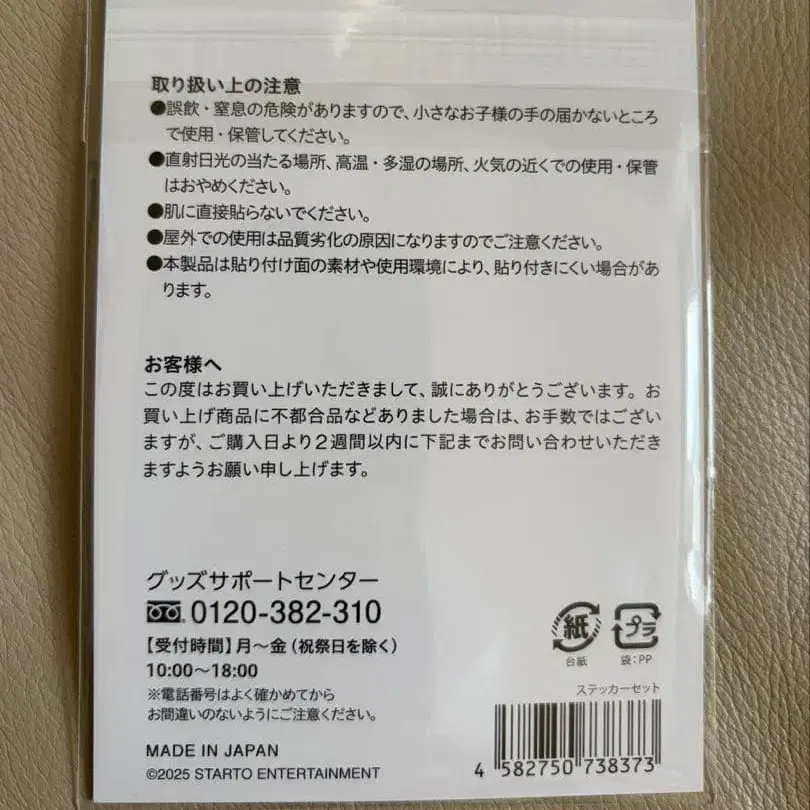 取り扱い上の注意
●誤飲・窒息の危険がありますので、小さなお子様の手の届かないところ
で使用・保管してください。
●直射日光の当たる場所、高温・多湿の場所、火気の近くでの使用・保管
はおやめください。
●肌に直接貼らないでください。
●屋外での使用は品質劣化の原因になりますのでご注意ください。
●本製品は貼り付け面の素材や使用環境により、貼り付きにくい場合があ
ります。
お客様へ
この度はお買い上げいただきまして、誠にありがとうございます。お
買い上げ商品に不都合品などありました場合は、お手数ではござい
ますが、ご購入日より2週間以内に下記までお問い合わせいただき
ますようお願い申し上げます。
グッズサポートセンター
0120-382-310
【受付時間】月～金（祝祭日を除く）
10:00～18:00
※電話番号はよく確かめてから
お間違いのないようにご注意ください。
MADE IN JAPAN
©2025 STARTO ENTERTAINMENT
紙
台紙
プラ
袋：PP
ステッカーセット
4 582750 738373